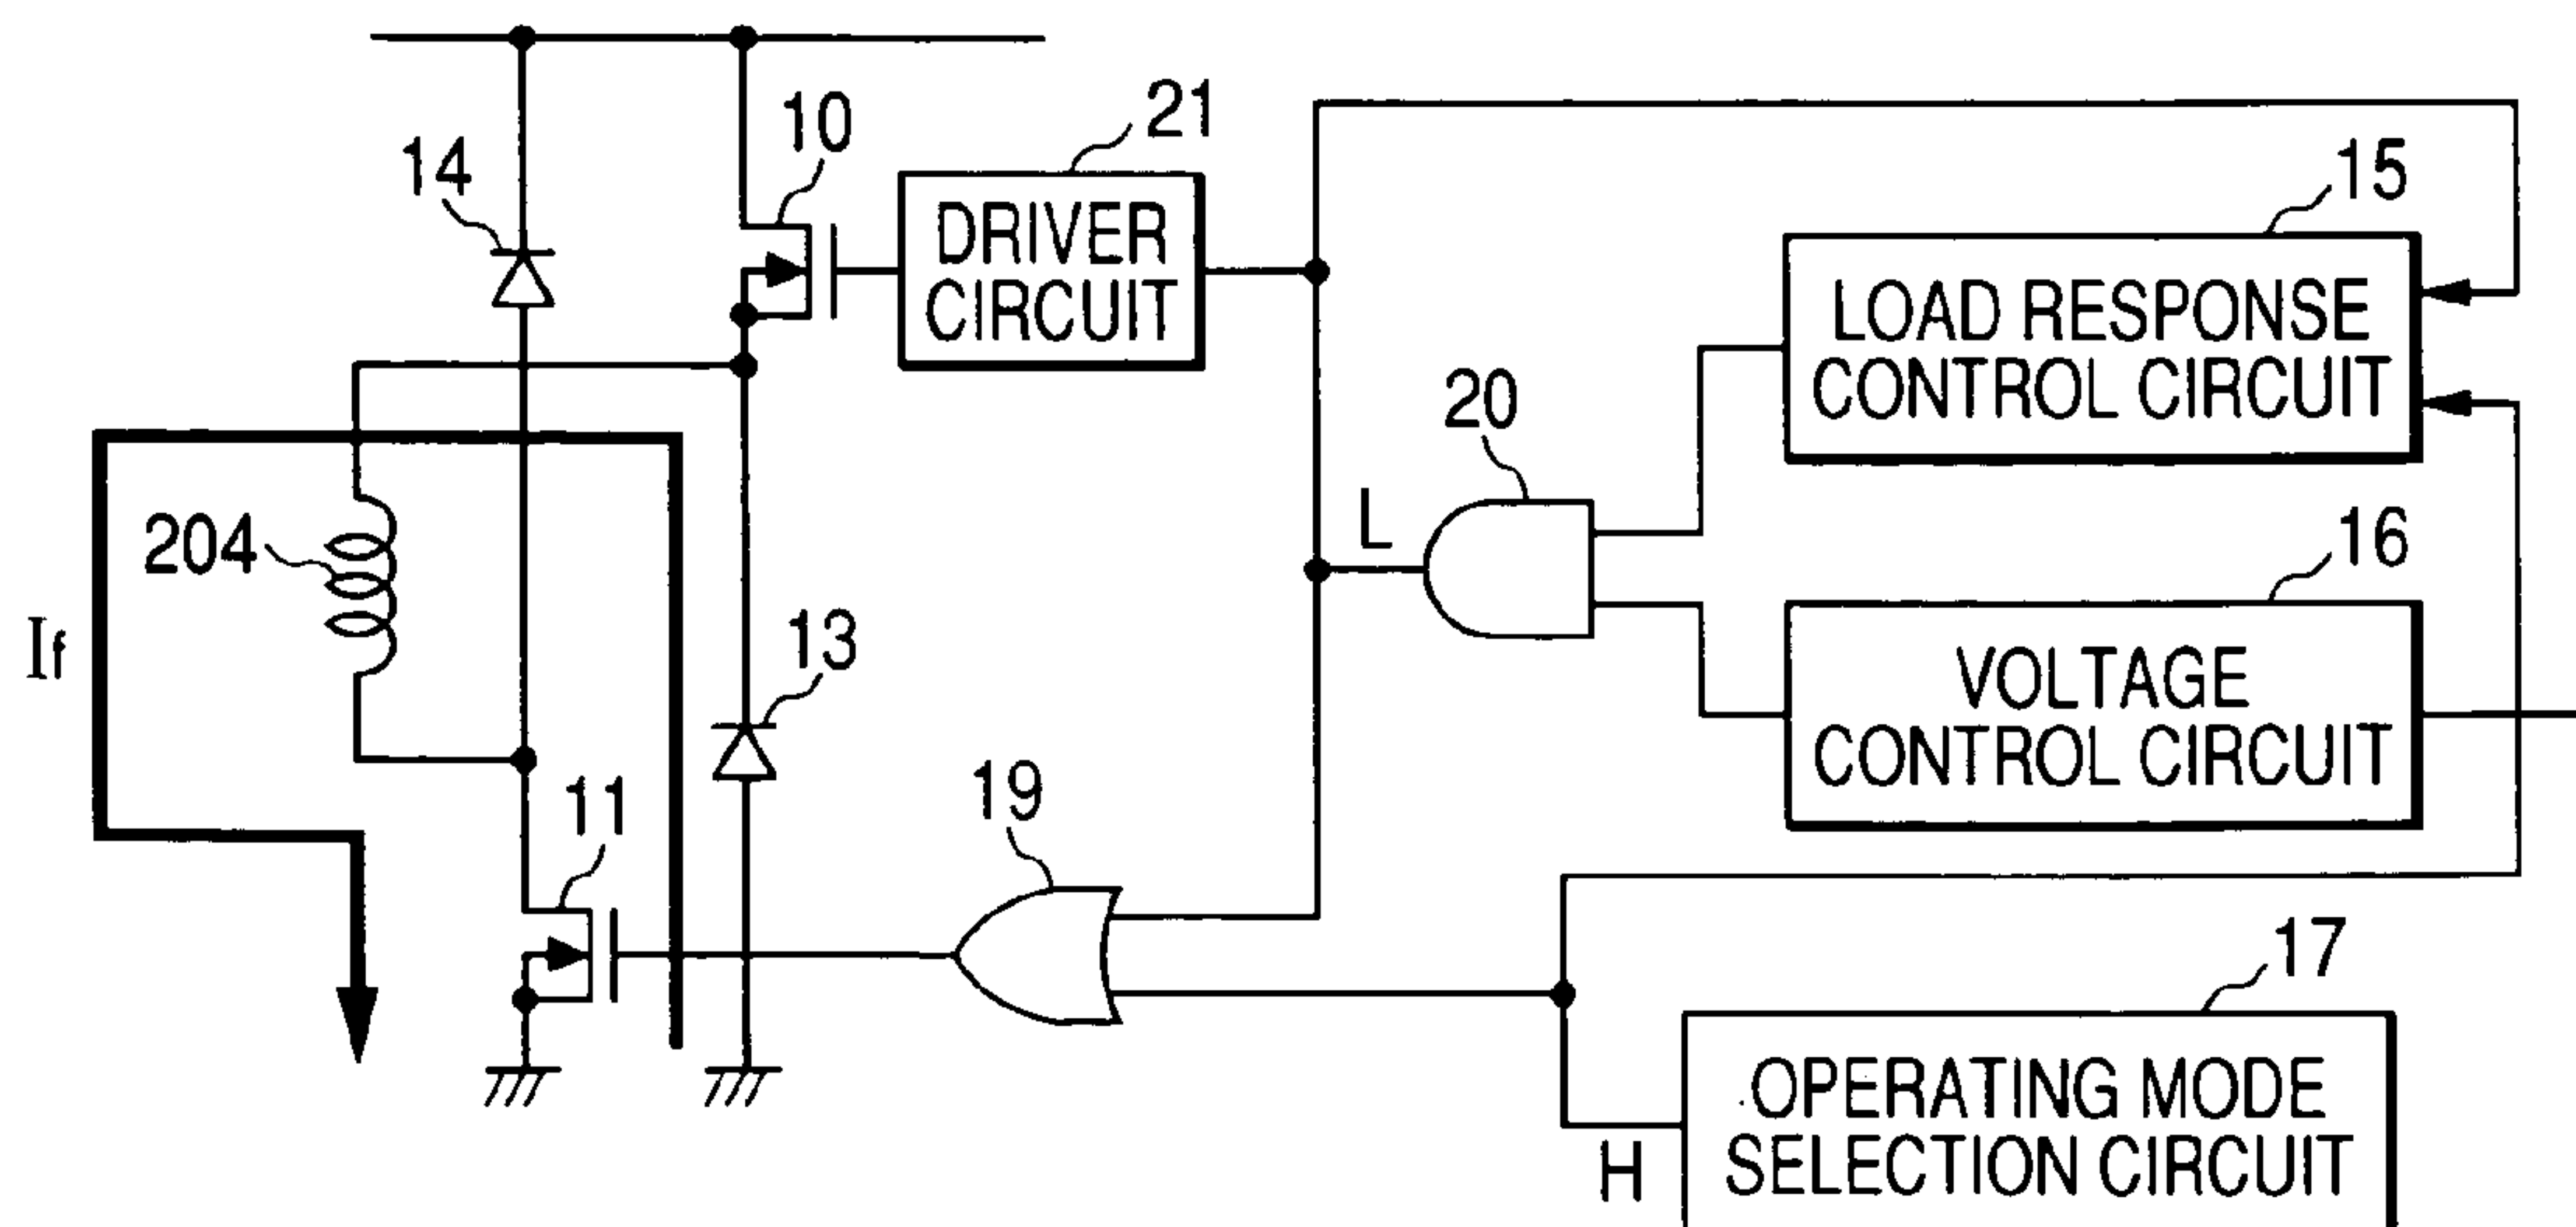 21
10
14
DRIVER
CIRCUIT
15
LOAD RESPONSE
CONTROL CIRCUIT
20
L
204
16
If
13
VOLTAGE
CONTROL CIRCUIT
11
19
17
OPERATING MODE
SELECTION CIRCUIT
H